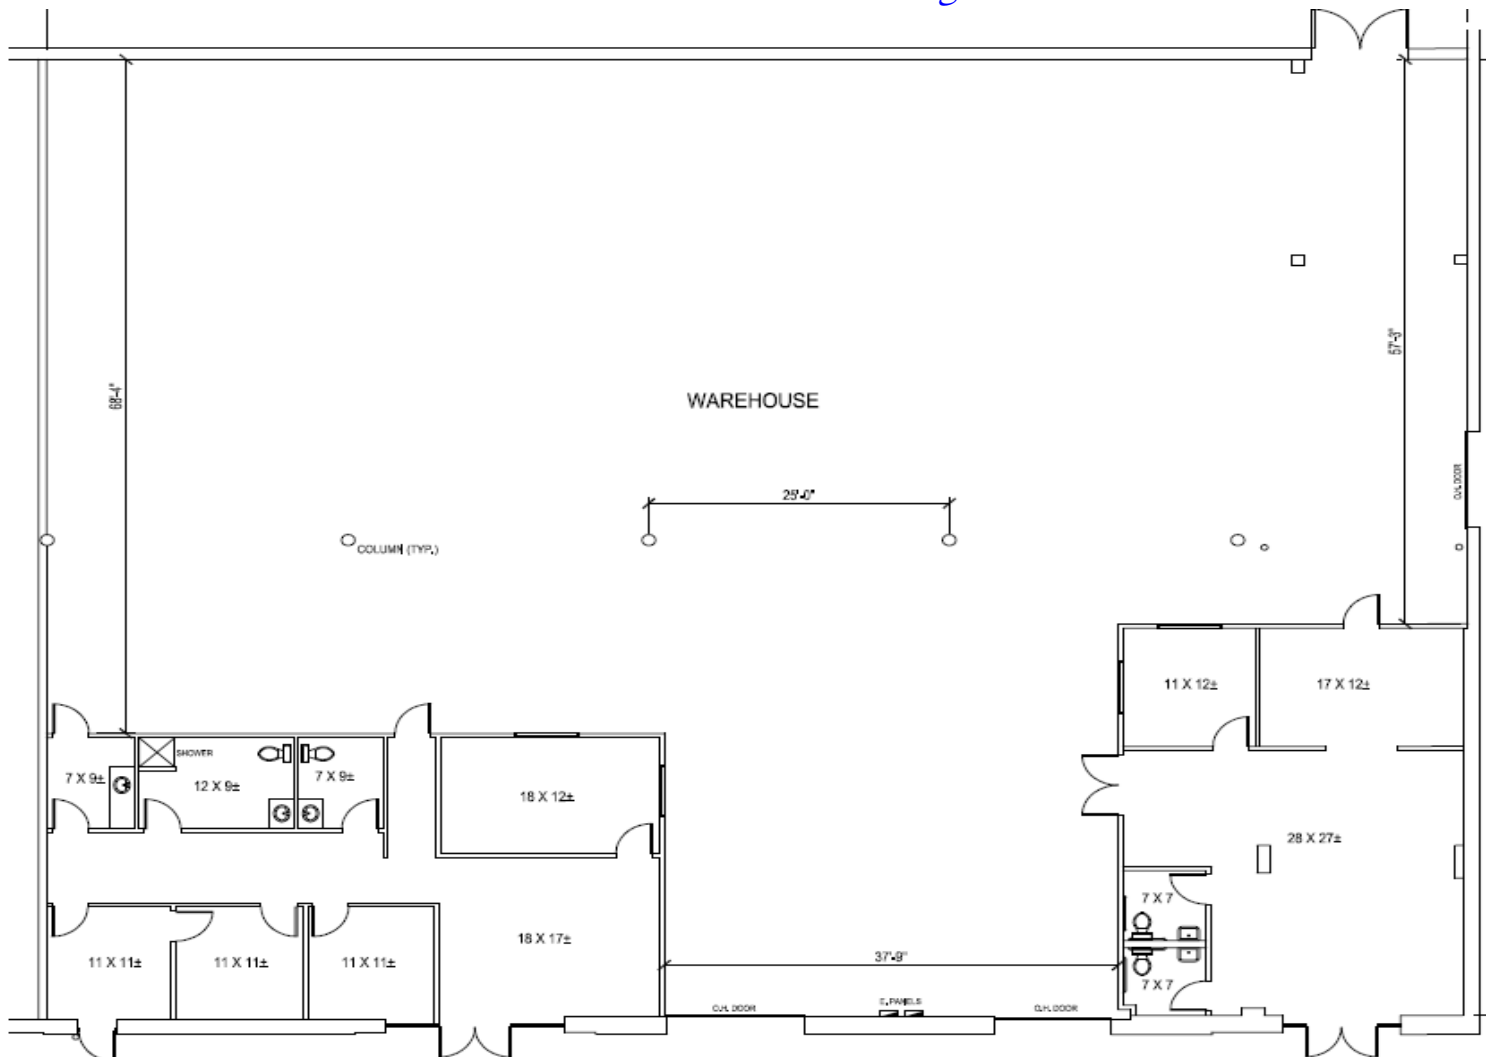 68'-4"
57'-3"
WAREHOUSE
O.H. DOOR
25'-0"
COLUMN (TYP.)
11 X 12±
17 X 12±
SHOWER
7 X 9±
12 X 9±
7 X 9±
18 X 12±
28 X 27±
7 X 7
18 X 17±
11 X 11±
11 X 11±
11 X 11±
37'-9"
7 X 7
O.H. DOOR
E. PANELS
O.H. DOOR